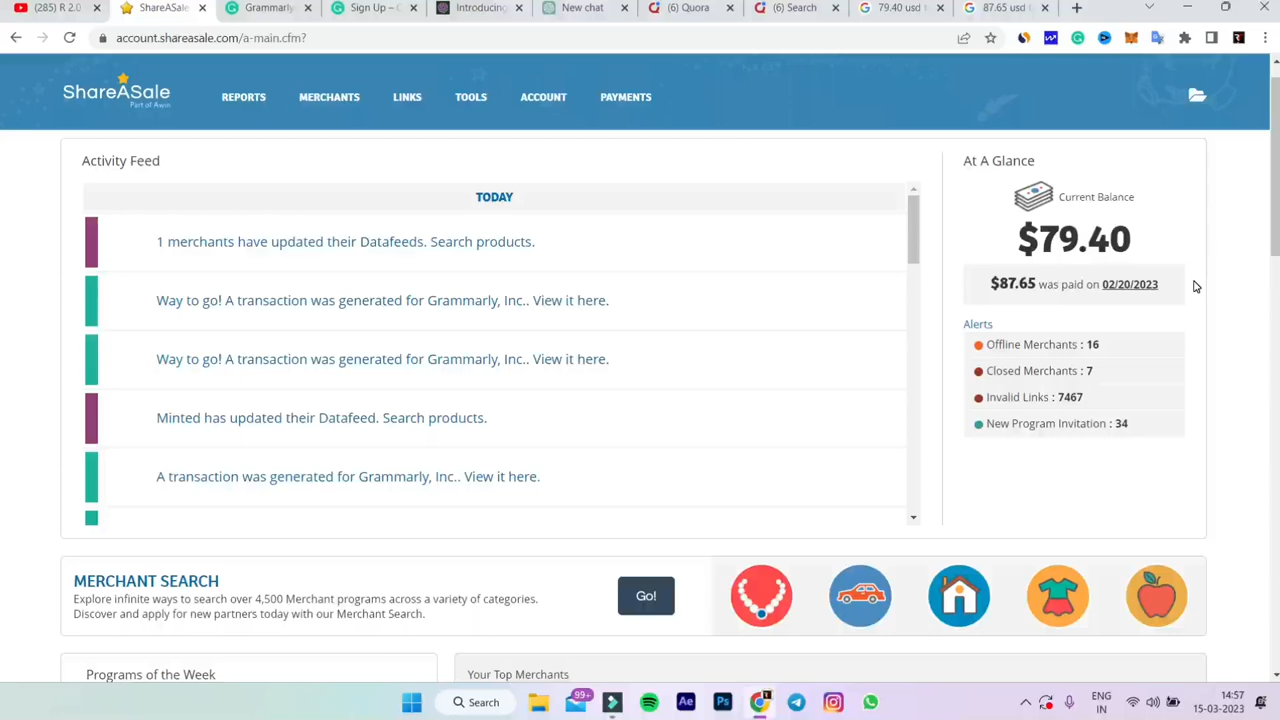 (285) R 2.0
ShareASale
Grammarly
Sign Up – G
Introducing
New chat
(6) Quora
(6) Search
79.40 usd
87.65 usd
account.shareasale.com/a-main.cfm?
ShareASale
Part of Awin
REPORTS
MERCHANTS
LINKS
TOOLS
ACCOUNT
PAYMENTS
Activity Feed
TODAY
1 merchants have updated their Datafeeds. Search products.
Way to go! A transaction was generated for Grammarly, Inc.. View it here.
Way to go! A transaction was generated for Grammarly, Inc.. View it here.
Minted has updated their Datafeed. Search products.
A transaction was generated for Grammarly, Inc.. View it here.
At A Glance
Current Balance
$79.40
$87.65 was paid on 02/20/2023
Alerts
Offline Merchants : 16
Closed Merchants : 7
Invalid Links : 7467
New Program Invitation : 34
MERCHANT SEARCH
Explore infinite ways to search over 4,500 Merchant programs across a variety of categories.
Discover and apply for new partners today with our Merchant Search.
Go!
Programs of the Week
Your Top Merchants
Search
99+
Ae
Ps
ENG
IN
14:57
15-03-2023